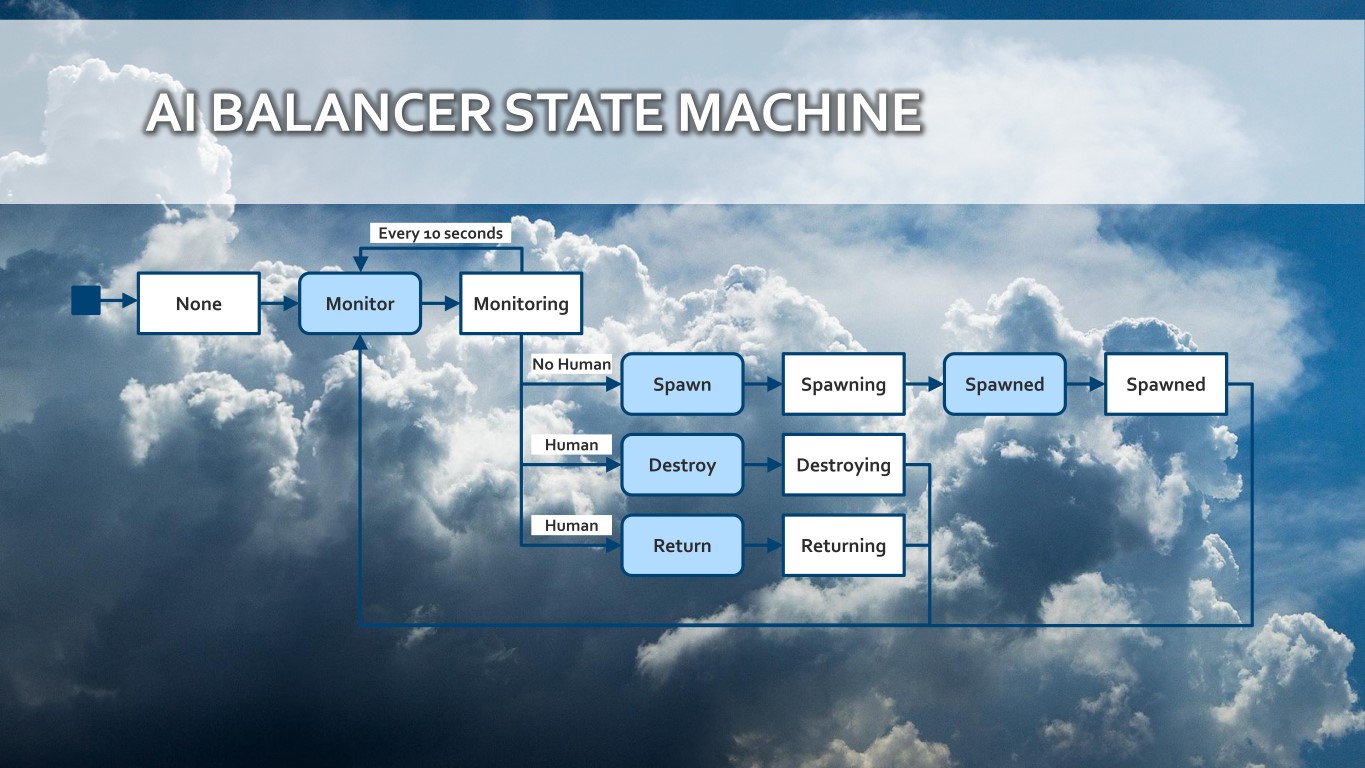 AI BALANCER STATE MACHINE
Every 10 seconds
None
Monitor
Monitoring
No Human
Spawn
Spawning
Spawned
Spawned
Human
Destroy
Destroying
Human
Return
Returning